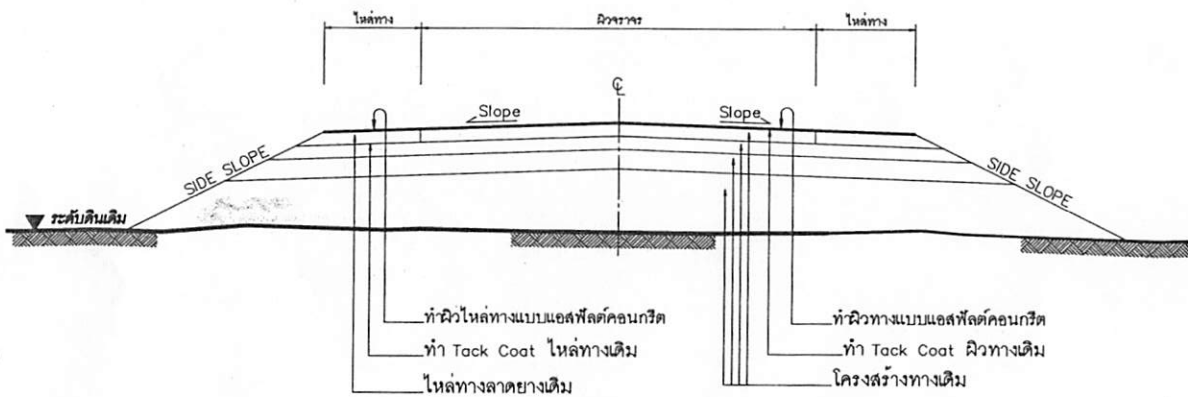 ไหล่ทาง ผิวจราจร ไหล่ทาง
℄
Slope Slope
SIDE SLOPE SIDE SLOPE
ระดับดินเดิม
ทำผิวไหล่ทางแบบแอสฟัลต์คอนกรีต ทำผิวทางแบบแอสฟัลต์คอนกรีต
ทำ Tack Coat ไหล่ทางเดิม ทำ Tack Coat ผิวทางเดิม
ไหล่ทางลาดยางเดิม โครงสร้างทางเดิม